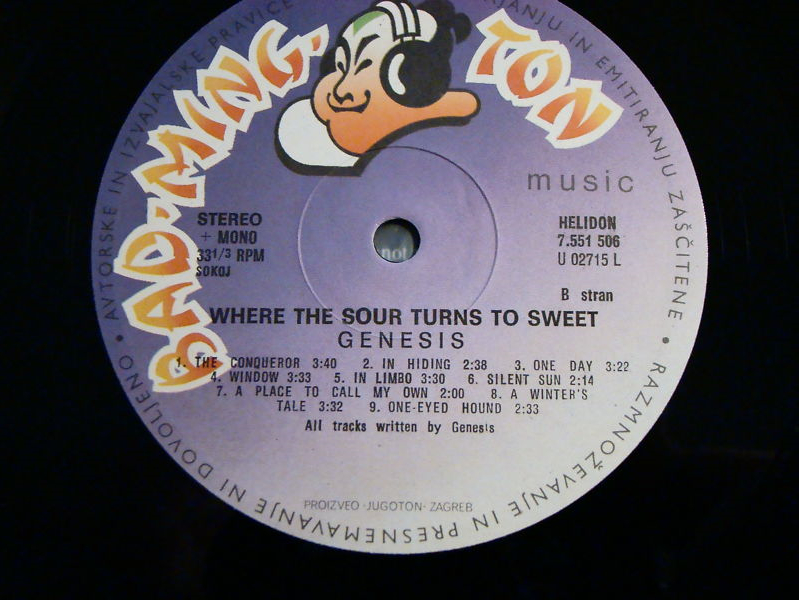 BAD·MING·TON
music
STEREO
+ MONO
33 1/3 RPM
SOKOJ
HELIDON
7.551 506
U 02715 L
B stran
not
WHERE THE SOUR TURNS TO SWEET
GENESIS
1. THE CONQUEROR 3:40 2. IN HIDING 2:38 3. ONE DAY 3:22
4. WINDOW 3:33 5. IN LIMBO 3:30 6. SILENT SUN 2:14
7. A PLACE TO CALL MY OWN 2:00 8. A WINTER'S
TALE 3:32 9. ONE-EYED HOUND 2:33
All tracks written by Genesis
PROIZVEO ·JUGOTON· ZAGREB
AVTORSKE IN IZVAJALSKE PRAVICE
IN EMITIRANJU ZAŠČITENE • RAZMNOŽEVANJE IN PRESNEMAVANJE NI DOVOLJENO •